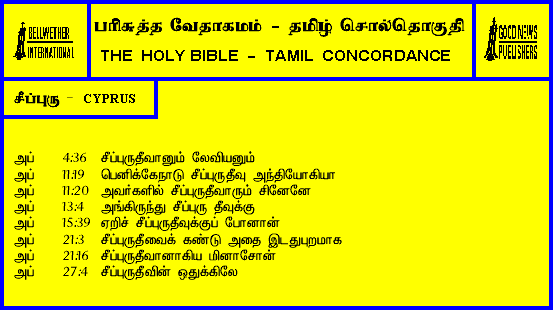 BELLWETHER
INTERNATIONAL
பரிசுத்த வேதாகமம் - தமிழ் சொல்தொகுதி
THE HOLY BIBLE - TAMIL CONCORDANCE
GOOD NEWS
PUBLISHERS
சீப்புரு - CYPRUS
அப் 4:36 சீப்புருதீவானும் லேவியனும்
அப் 11:19 பெனிக்கேநாடு சீப்புருதீவு அந்தியோகியா
அப் 11:20 அவர்களில் சீப்புருதீவாரும் சிரேனே
அப் 13:4 அங்கிருந்து சீப்புரு தீவுக்கு
அப் 15:39 ஏறிச் சீப்புருதீவுக்குப் போனான்
அப் 21:3 சீப்புருதீவைக் கண்டு அதை இடதுபுறமாக
அப் 21:16 சீப்புருதீவானாகிய மினாசோன்
அப் 27:4 சீப்புருதீவின் ஒதுக்கிலே